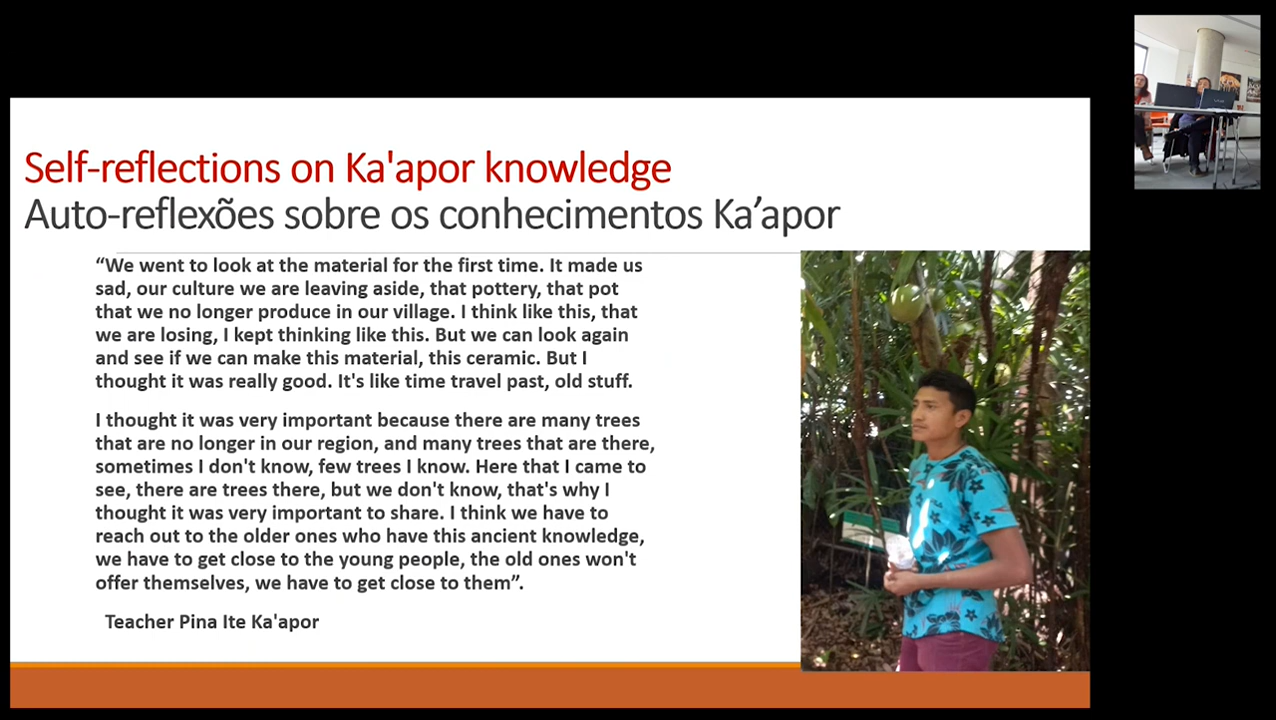 Self-reflections on Ka'apor knowledge
Auto-reflexões sobre os conhecimentos Ka’apor
“We went to look at the material for the first time. It made us
sad, our culture we are leaving aside, that pottery, that pot
that we no longer produce in our village. I think like this, that
we are losing, I kept thinking like this. But we can look again
and see if we can make this material, this ceramic. But I
thought it was really good. It's like time travel past, old stuff.
I thought it was very important because there are many trees
that are no longer in our region, and many trees that are there,
sometimes I don't know, few trees I know. Here that I came to
see, there are trees there, but we don't know, that's why I
thought it was very important to share. I think we have to
reach out to the older ones who have this ancient knowledge,
we have to get close to the young people, the old ones won't
offer themselves, we have to get close to them”.
Teacher Pina Ite Ka'apor